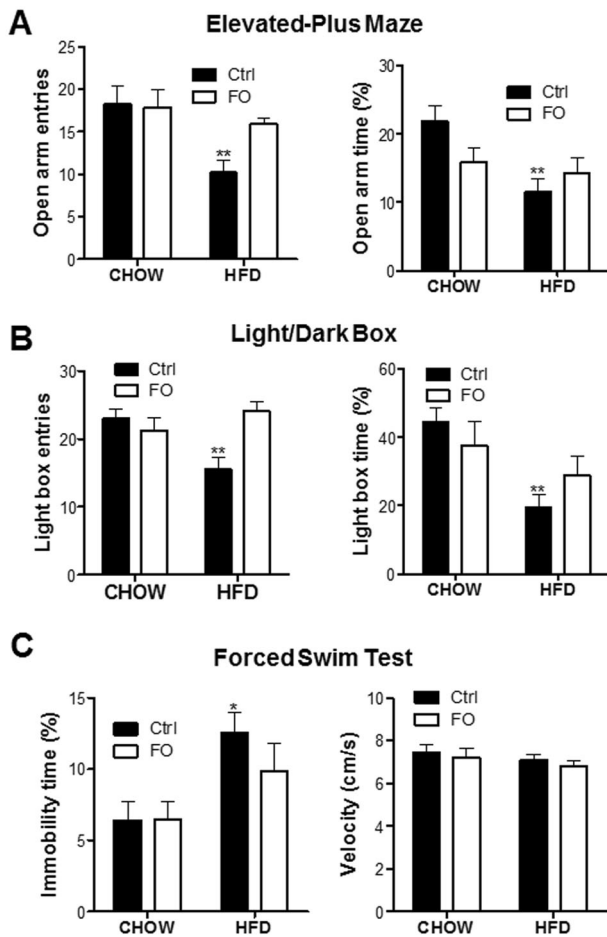 A
Elevated-Plus Maze
Open arm entries
25
20
15
10
5
0
Ctrl
FO
**
CHOW
HFD
Open arm time (%)
30
20
10
0
Ctrl
FO
**
CHOW
HFD
B
Light/Dark Box
Light box entries
30
20
10
0
Ctrl
FO
**
CHOW
HFD
Light box time (%)
60
40
20
0
Ctrl
FO
**
CHOW
HFD
C
Forced Swim Test
Immobility time (%)
15
10
5
0
Ctrl
FO
*
CHOW
HFD
Velocity (cm/s)
10
8
6
4
2
0
Ctrl
FO
CHOW
HFD